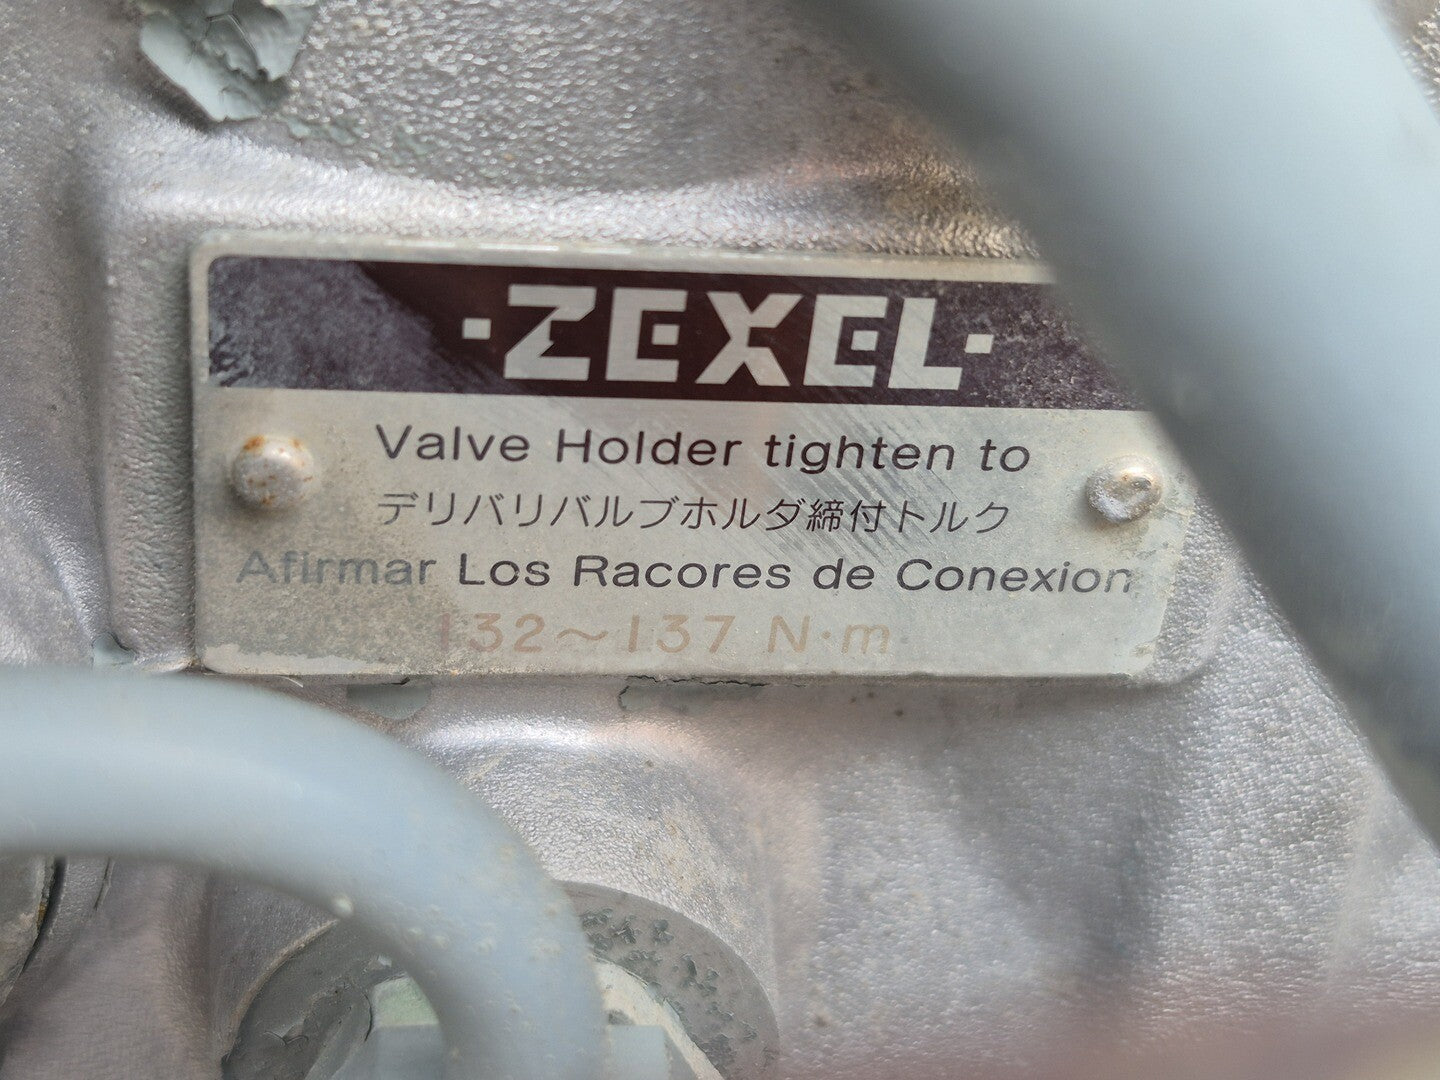 ·ZEXEL·
Valve Holder tighten to
デリバリバルブホルダ締付トルク
Afirmar Los Racores de Conexion
132～137 N·m